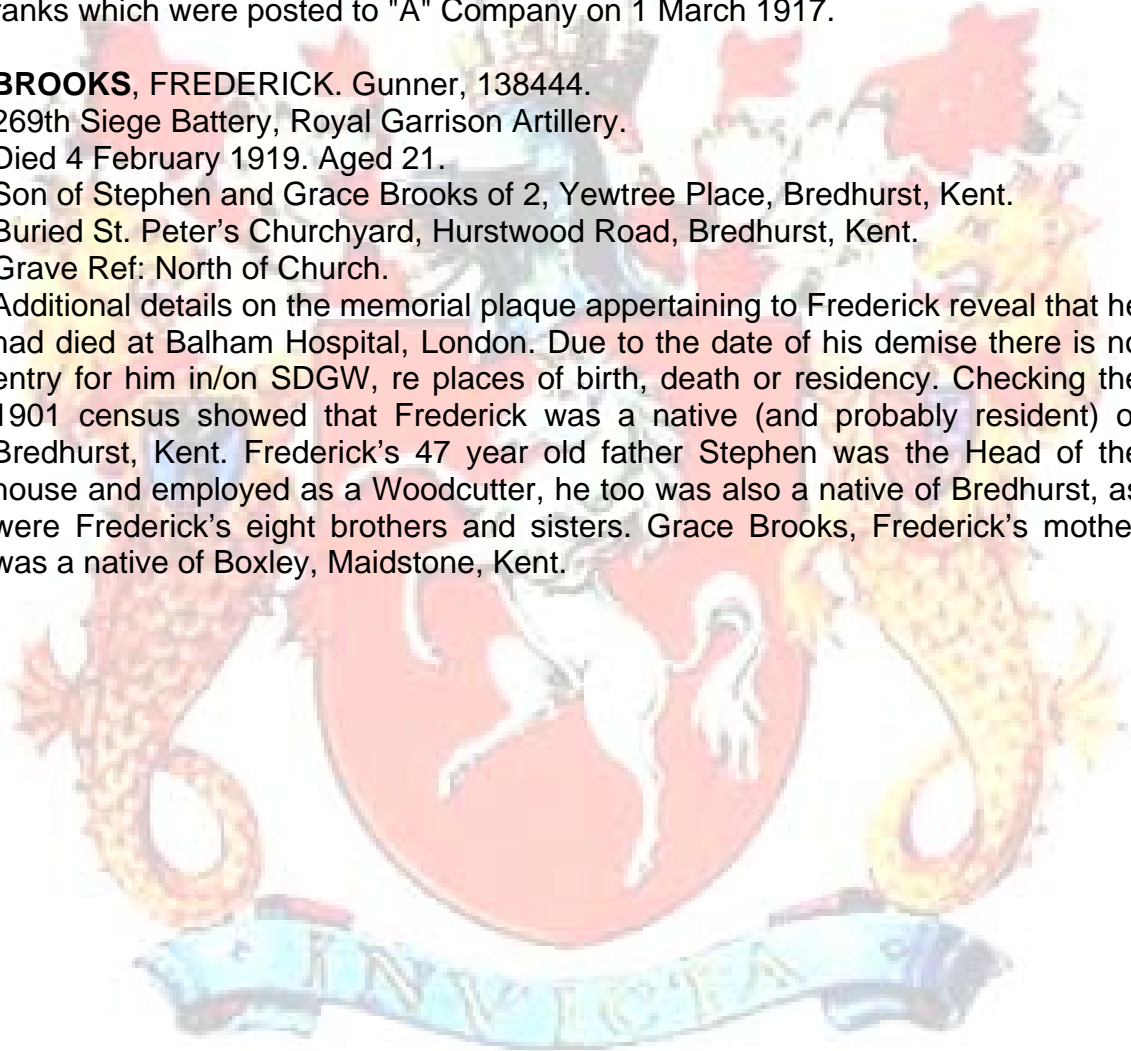 ranks which were posted to "A" Company on 1 March 1917.
BROOKS, FREDERICK. Gunner, 138444.
269th Siege Battery, Royal Garrison Artillery.
Died 4 February 1919. Aged 21.
Son of Stephen and Grace Brooks of 2, Yewtree Place, Bredhurst, Kent.
Buried St. Peter’s Churchyard, Hurstwood Road, Bredhurst, Kent.
Grave Ref: North of Church.
Additional details on the memorial plaque appertaining to Frederick reveal that he
had died at Balham Hospital, London. Due to the date of his demise there is no
entry for him in/on SDGW, re places of birth, death or residency. Checking the
1901 census showed that Frederick was a native (and probably resident) of
Bredhurst, Kent. Frederick’s 47 year old father Stephen was the Head of the
house and employed as a Woodcutter, he too was also a native of Bredhurst, as
were Frederick’s eight brothers and sisters. Grace Brooks, Frederick’s mother
was a native of Boxley, Maidstone, Kent.
INVICTA